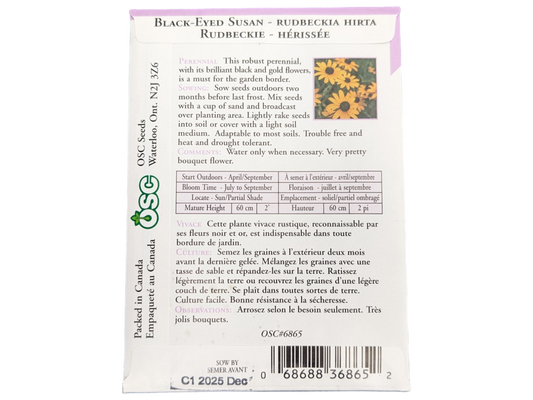 BLACK-EYED SUSAN - RUDBECKIA HIRTA
RUDBECKIE - HÉRISSÉE
PERENNIAL: This robust perennial,
with its brilliant black and gold flowers,
is a must for the garden border.
SOWING: Sow seeds outdoors two
months before last frost. Mix seeds
with a cup of sand and broadcast
over planting area. Lightly rake seeds
into soil or cover with a light soil
medium. Adaptable to most soils. Trouble free and
heat and drought tolerant.
COMMENTS: Water only when necessary. Very pretty
bouquet flower.
Start Outdoors - April/September
À semer à l'extérieur - avril/septembre
Bloom Time - July to September
Floraison - juillet à septembre
Locate - Sun/Partial Shade
Emplacement - soliel/partiel ombragé
Mature Height 60 cm 2'
Hauteur 60 cm 2 pi
VIVACE Cette plante vivace rustique, reconnaissable par
ses fleurs noir et or, est indispensable dans toute
bordure de jardin.
CULTURE: Semez les graines à l'extérieur deux mois
avant la dernière gelée. Mélangez les graines avec une
tasse de sable et répandez-les sur la terre. Ratissez
légèrement la terre ou recouvrez les graines d'une légère
couch de terre. Se plaît dans toutes sortes de terre.
Culture facile. Bonne résistance à la sécheresse.
OBSERVATIONS: Arrosez selon le besoin seulement. Très
jolis bouquets.
OSC#6865
OSC Seeds
Waterloo, Ont. N2J 3Z6
OSC
Packed in Canada
Empaqueté au Canada
SOW BY
SEMER AVANT
C1 2025 Dec
0 68688 36865 2